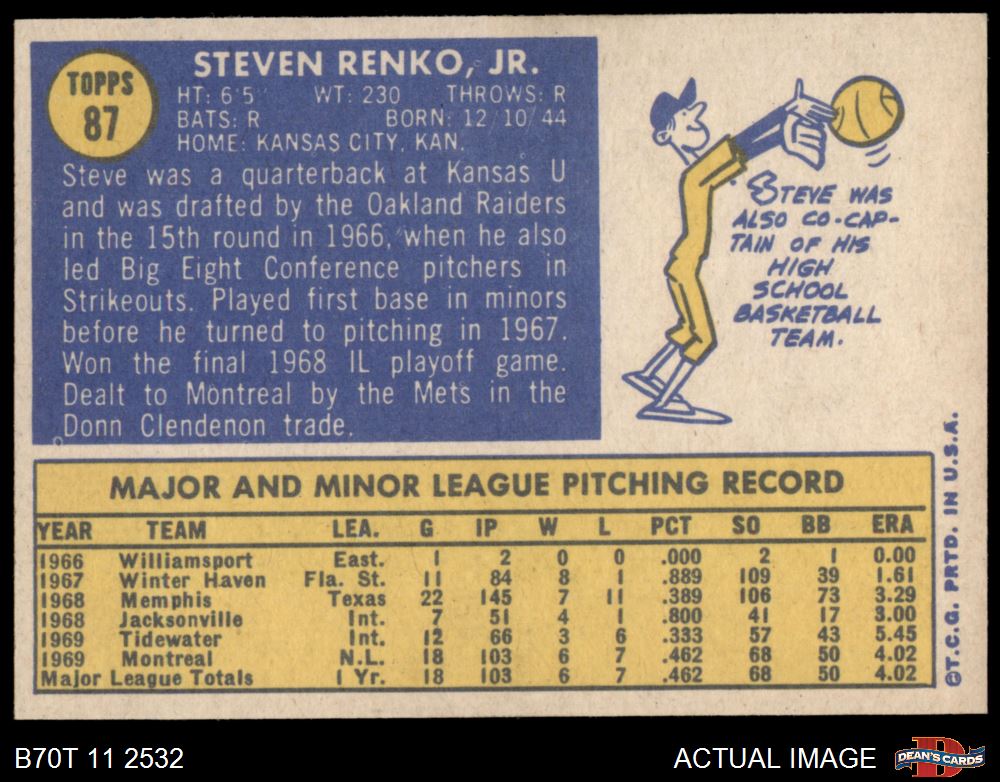 TOPPS
87
STEVEN RENKO, JR.
HT: 6'5" WT: 230 THROWS: R
BATS: R BORN: 12/10/44
HOME: KANSAS CITY, KAN.
Steve was a quarterback at Kansas U
and was drafted by the Oakland Raiders
in the 15th round in 1966, when he also
led Big Eight Conference pitchers in
Strikeouts. Played first base in minors
before he turned to pitching in 1967.
Won the final 1968 IL playoff game.
Dealt to Montreal by the Mets in the
Donn Clendenon trade.
STEVE WAS
ALSO CO-CAP-
TAIN OF HIS
HIGH
SCHOOL
BASKETBALL
TEAM.
MAJOR AND MINOR LEAGUE PITCHING RECORD
YEAR TEAM LEA. G IP W L PCT SO BB ERA
1966 Williamsport East. 1 2 0 0 .000 2 1 0.00
1967 Winter Haven Fla. St. 11 84 8 1 .889 109 39 1.61
1968 Memphis Texas 22 145 7 11 .389 106 73 3.29
1968 Jacksonville Int. 7 51 4 1 .800 41 17 3.00
1969 Tidewater Int. 12 66 3 6 .333 57 43 5.45
1969 Montreal N.L. 18 103 6 7 .462 68 50 4.02
Major League Totals 1 Yr. 18 103 6 7 .462 68 50 4.02
©T.C.G. PRTD. IN U.S.A.
B70T 11 2532
ACTUAL IMAGE
D
DEAN'S CARDS